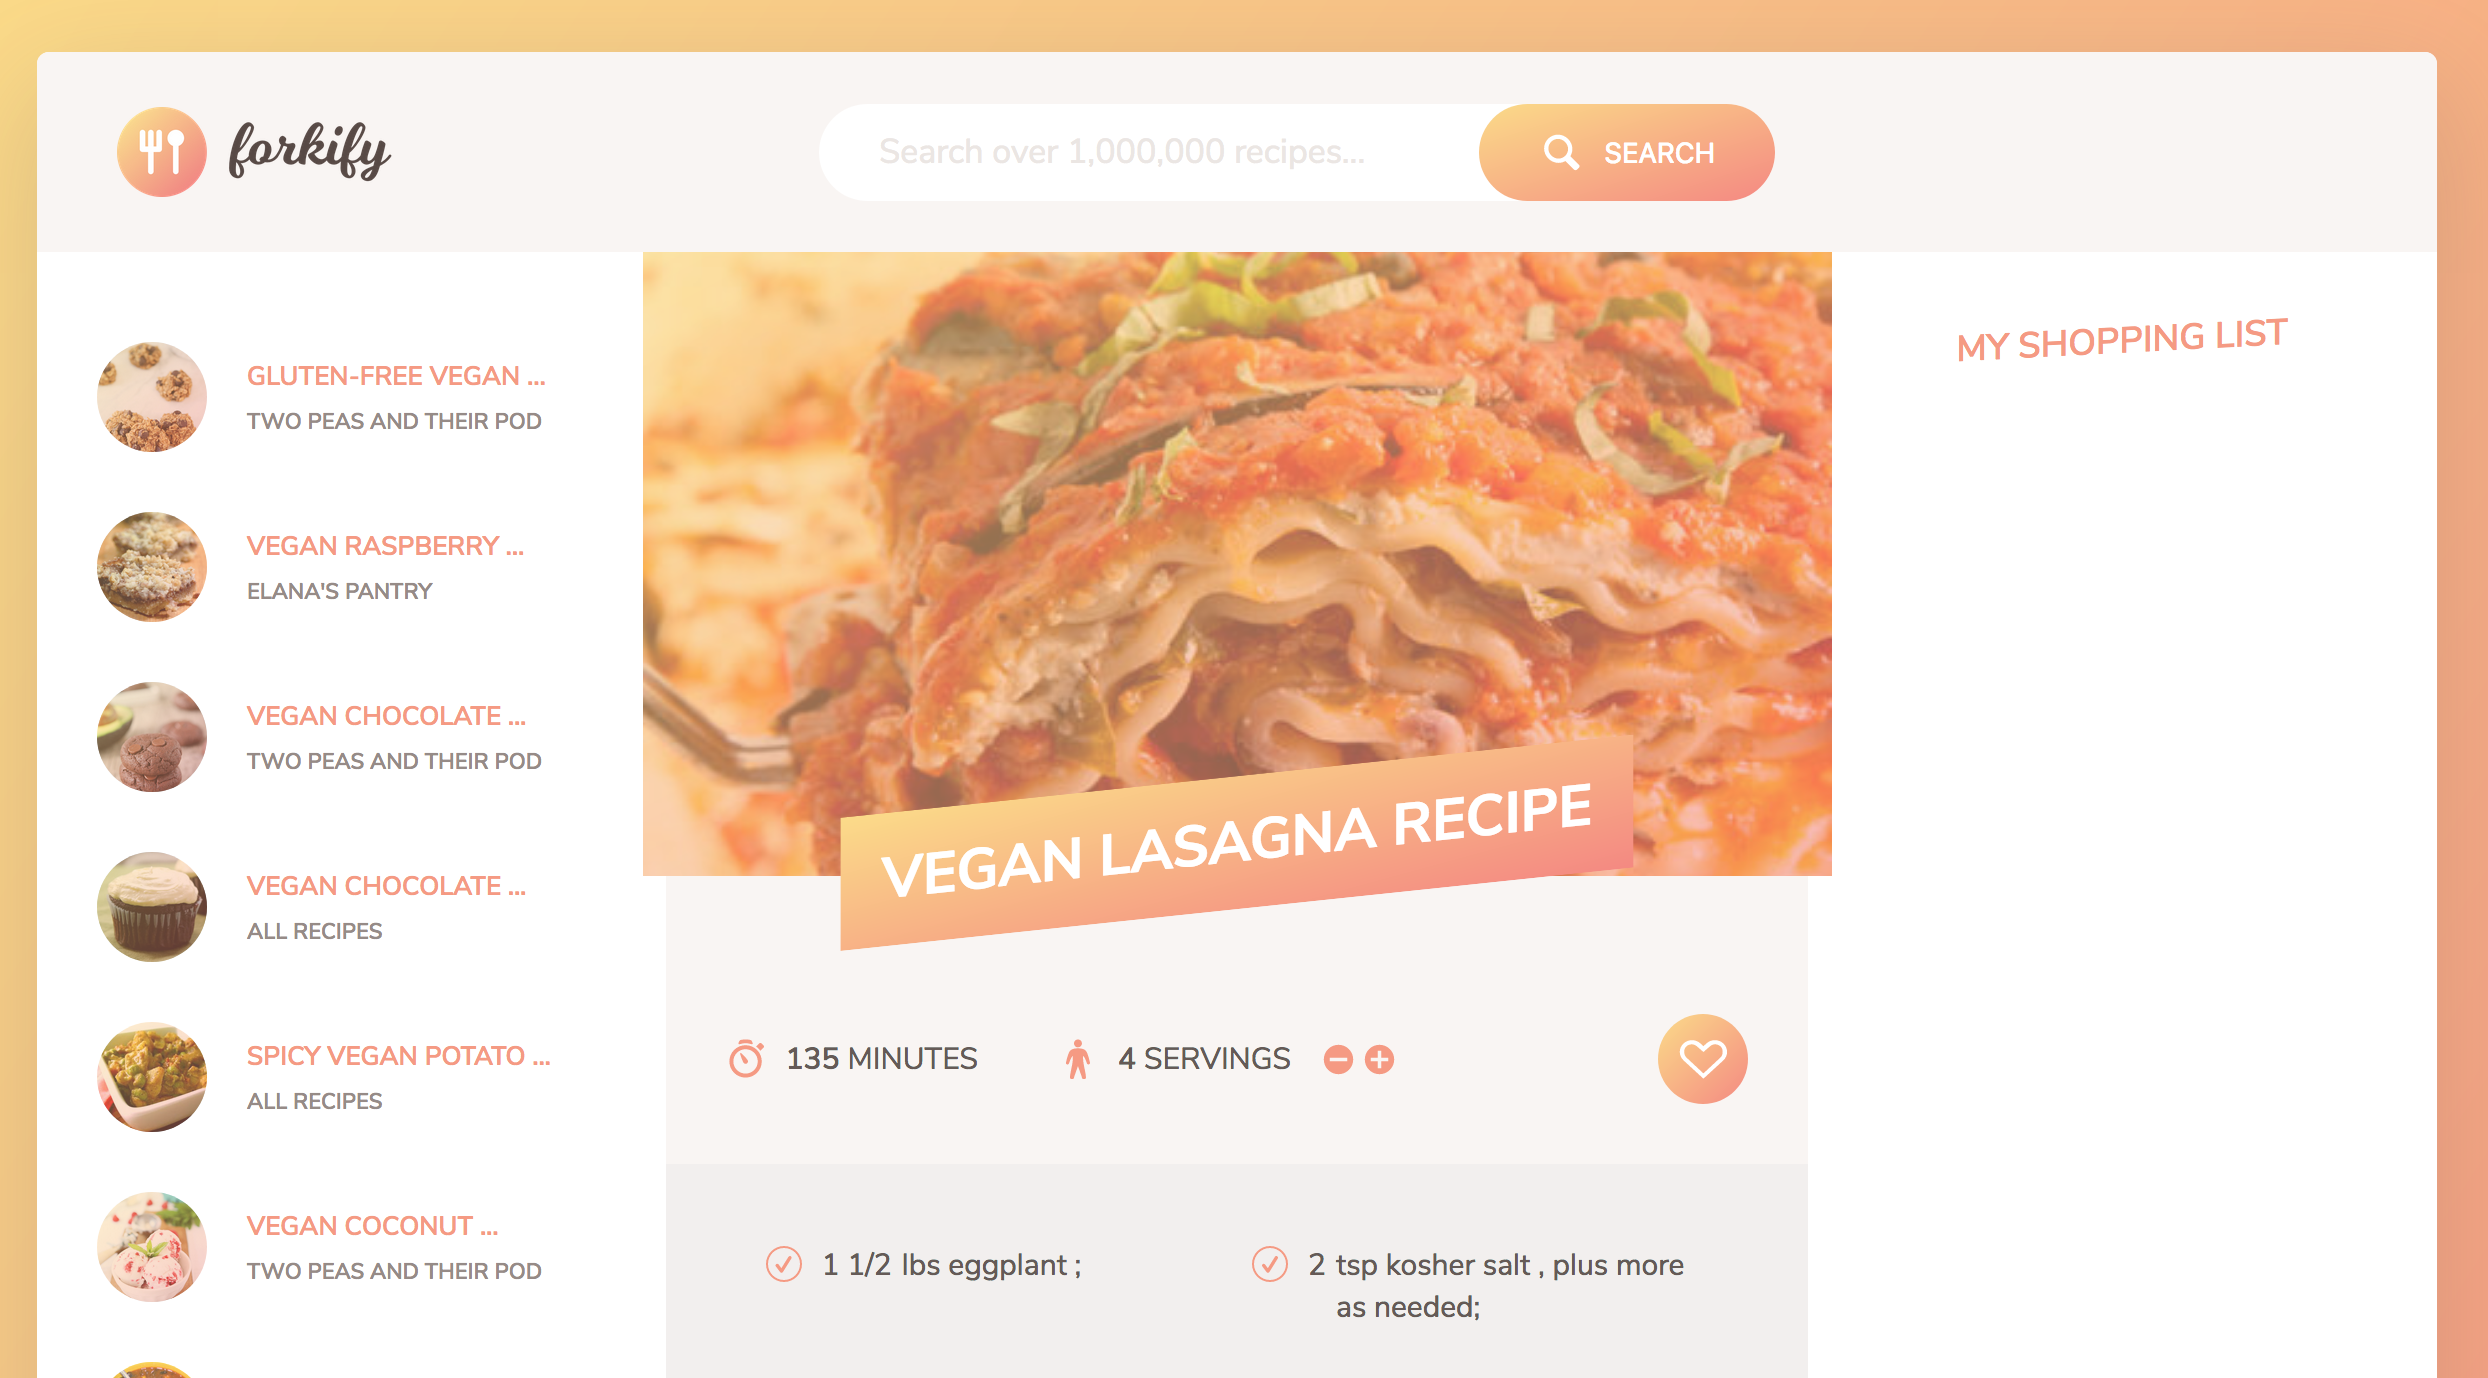 forkify
Search over 1,000,000 recipes...
SEARCH
GLUTEN-FREE VEGAN ...
TWO PEAS AND THEIR POD
VEGAN RASPBERRY ...
ELANA'S PANTRY
VEGAN CHOCOLATE ...
TWO PEAS AND THEIR POD
VEGAN CHOCOLATE ...
ALL RECIPES
SPICY VEGAN POTATO ...
ALL RECIPES
VEGAN COCONUT ...
TWO PEAS AND THEIR POD
VEGAN LASAGNA RECIPE
135 MINUTES
4 SERVINGS
1 1/2 lbs eggplant ;
2 tsp kosher salt , plus more
as needed;
MY SHOPPING LIST